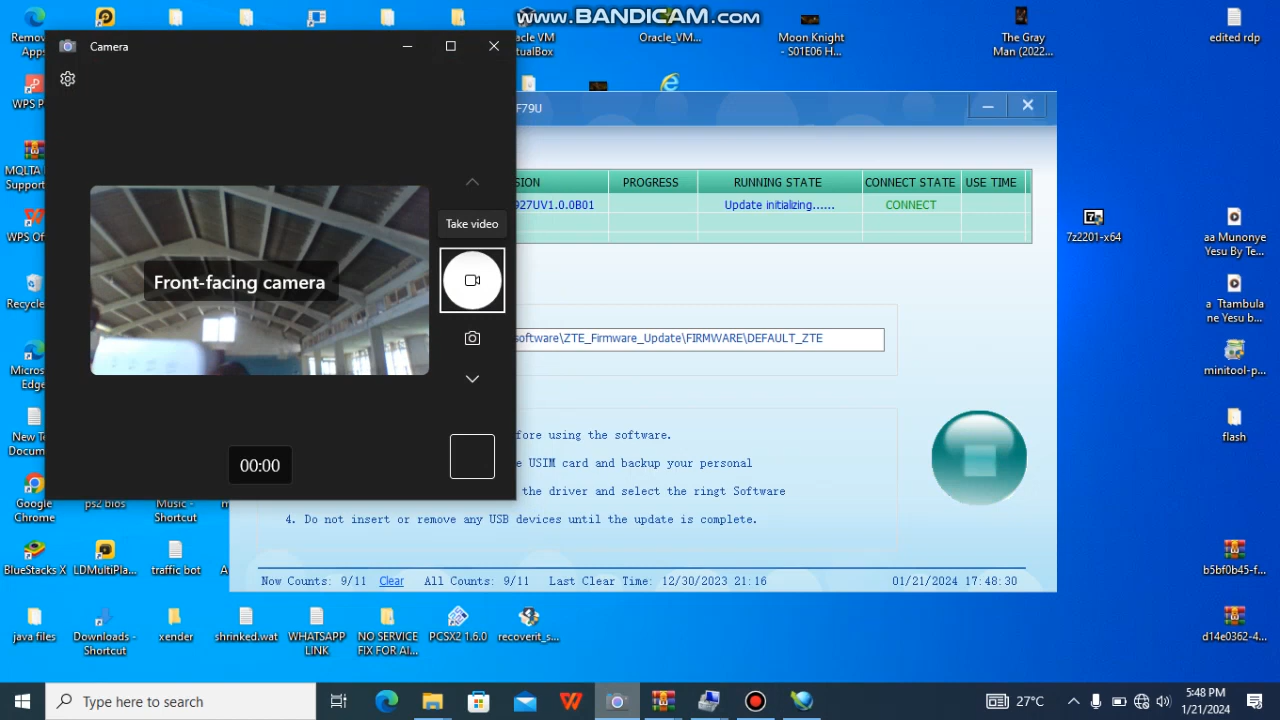 www.BANDICAM.com
Camera
Front-facing camera
Take video
00:00
F79U
PROGRESS
RUNNING STATE
CONNECT STATE
USE TIME
927UV1.0.0B01
Update initializing......
CONNECT
software\ZTE_Firmware_Update\FIRMWARE\DEFAULT_ZTE
fore using the software.
e USIM card and backup your personal
the driver and select the ringt Software
4. Do not insert or remove any USB devices until the update is complete.
Now Counts: 9/11 Clear All Counts: 9/11 Last Clear Time: 12/30/2023 21:16 01/21/2024 17:48:30
Oracle_VM...
Moon Knight
- S01E06 H...
The Gray
Man (2022...
edited rdp
7z2201-x64
aa Munonye
Yesu By Te...
a Ttambula
ne Yesu b...
minitool-p...
flash
b5bf0b45-f...
d14e0362-4...
WPS P
MQLTA
Support
WPS Of
Recycle
Micros
Edge
New Te
Docum
Google
Chrome
ps2 bios
Music -
Shortcut
BlueStacks X
LDMultiPla...
traffic bot
java files
Downloads -
Shortcut
xender
shrinked.wat
WHATSAPP
LINK
NO SERVICE
FIX FOR AI...
PCSX2 1.6.0
recoverit_s...
Type here to search
27°C
5:48 PM
1/21/2024